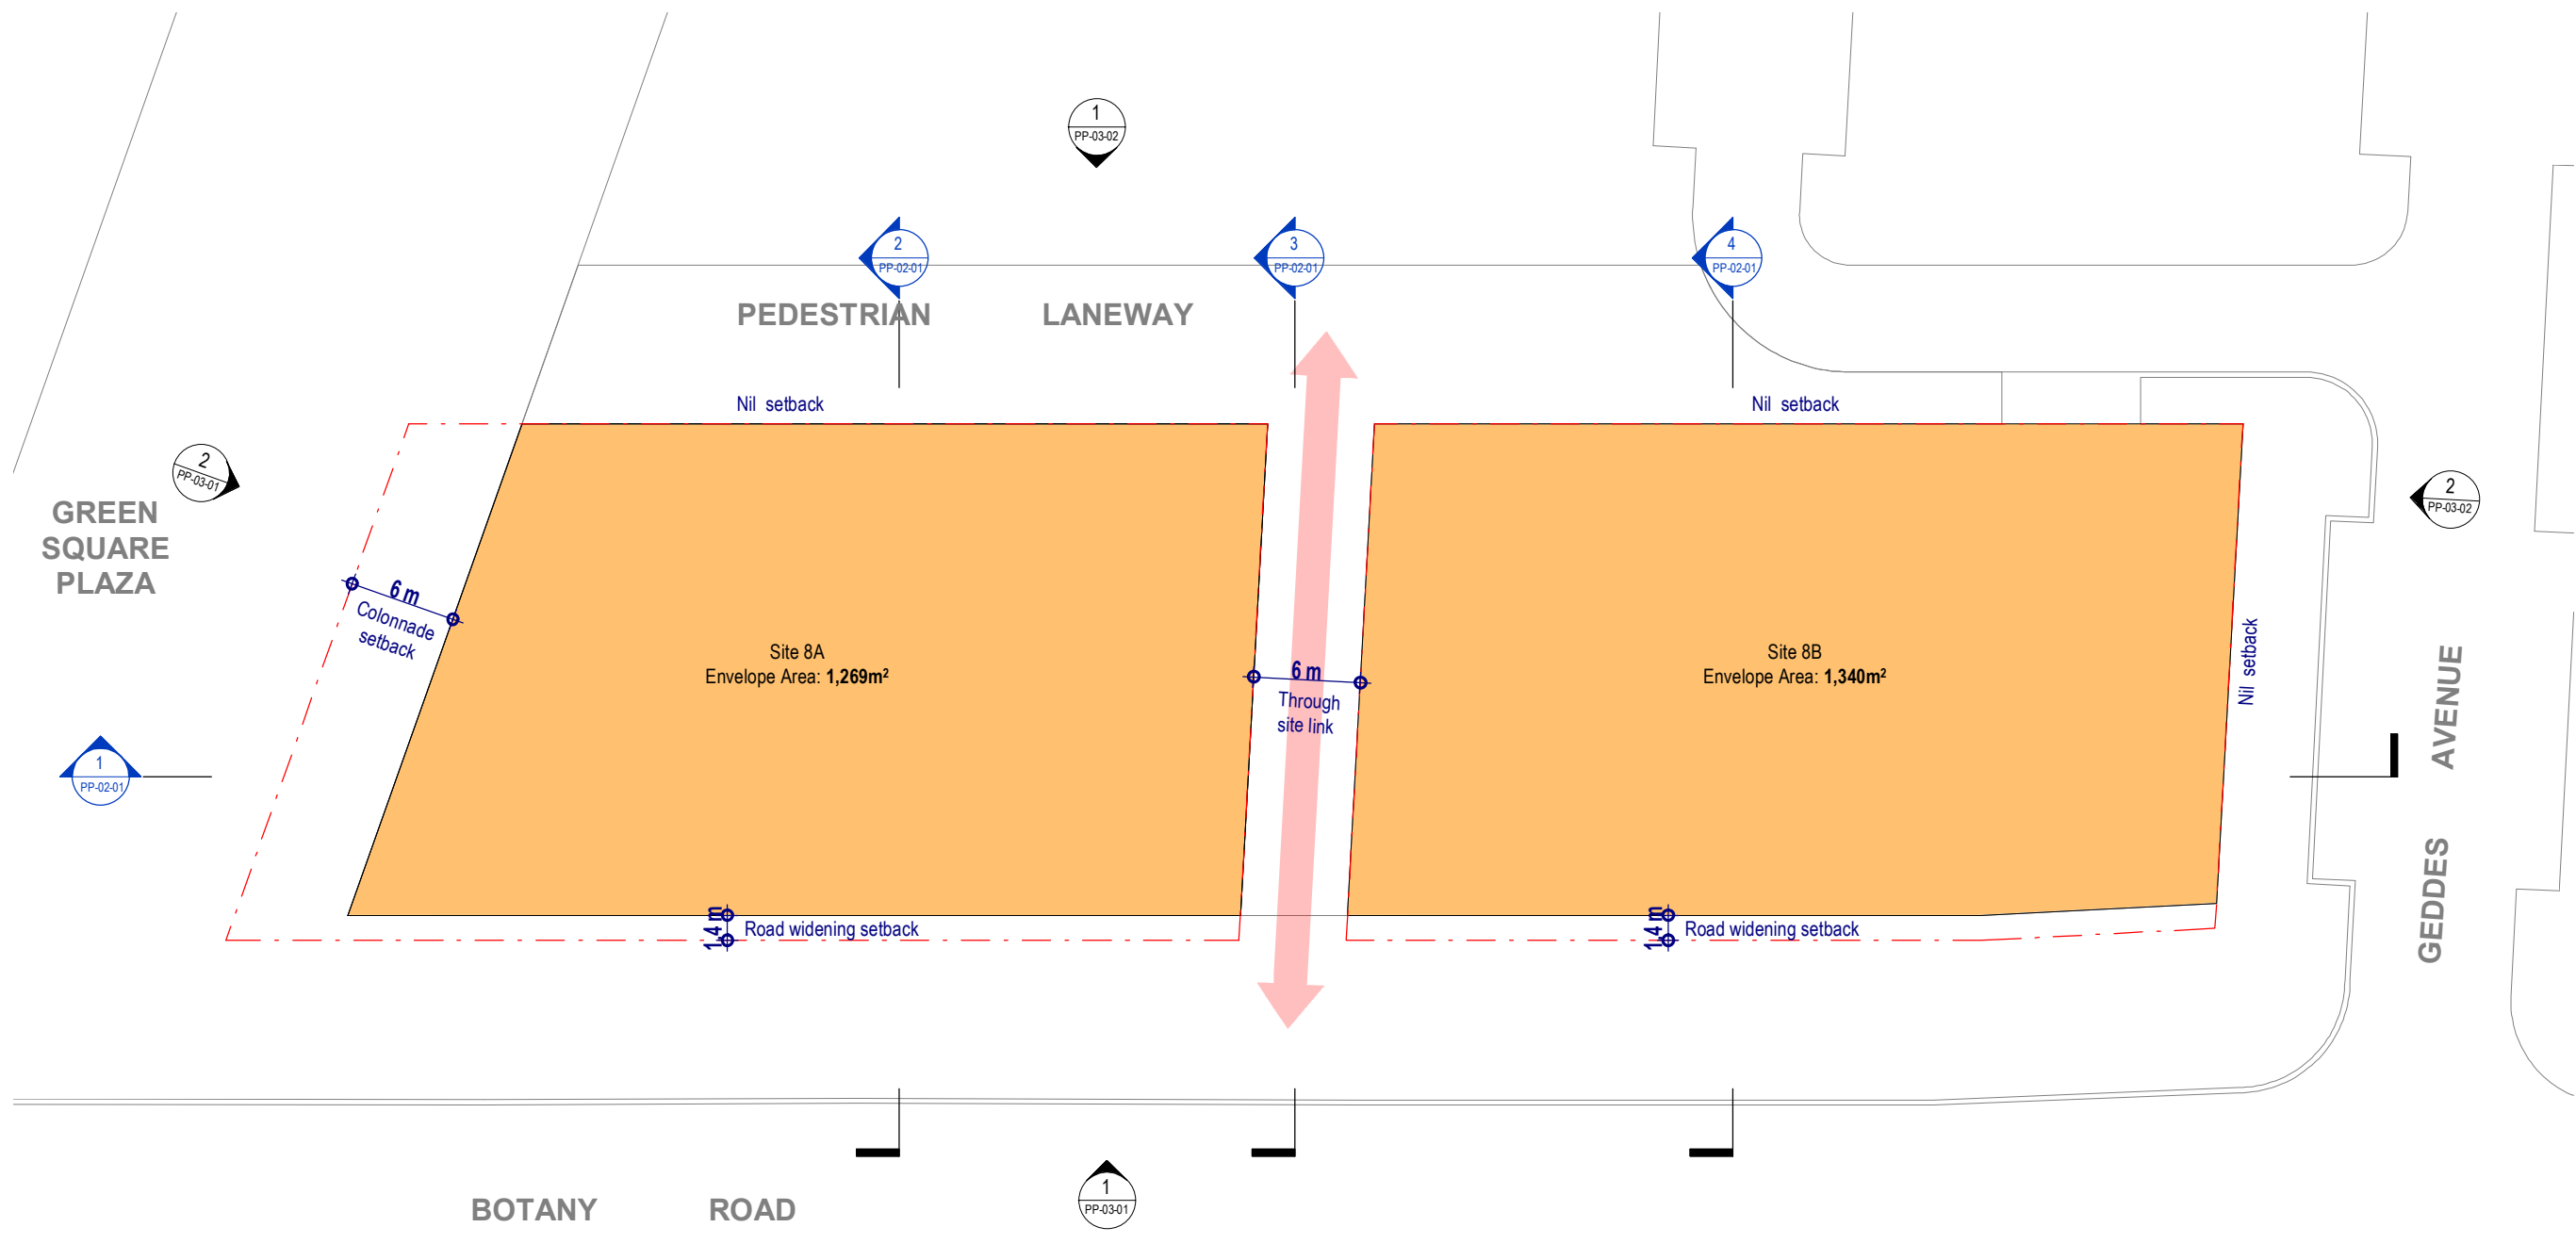 1
PP-03-02
2
PP-02-01
3
PP-02-01
4
PP-02-01
PEDESTRIAN LANEWAY
Nil setback
Nil setback
2
PP-03-01
2
PP-03-02
GREEN
SQUARE
PLAZA
6 m
Colonnade
setback
Site 8A
Envelope Area: 1,269m²
6 m
Through
site link
Site 8B
Envelope Area: 1,340m²
Nil setback
GEDDES AVENUE
1
PP-02-01
1.4 m
Road widening setback
1.4 m
Road widening setback
BOTANY ROAD
1
PP-03-01